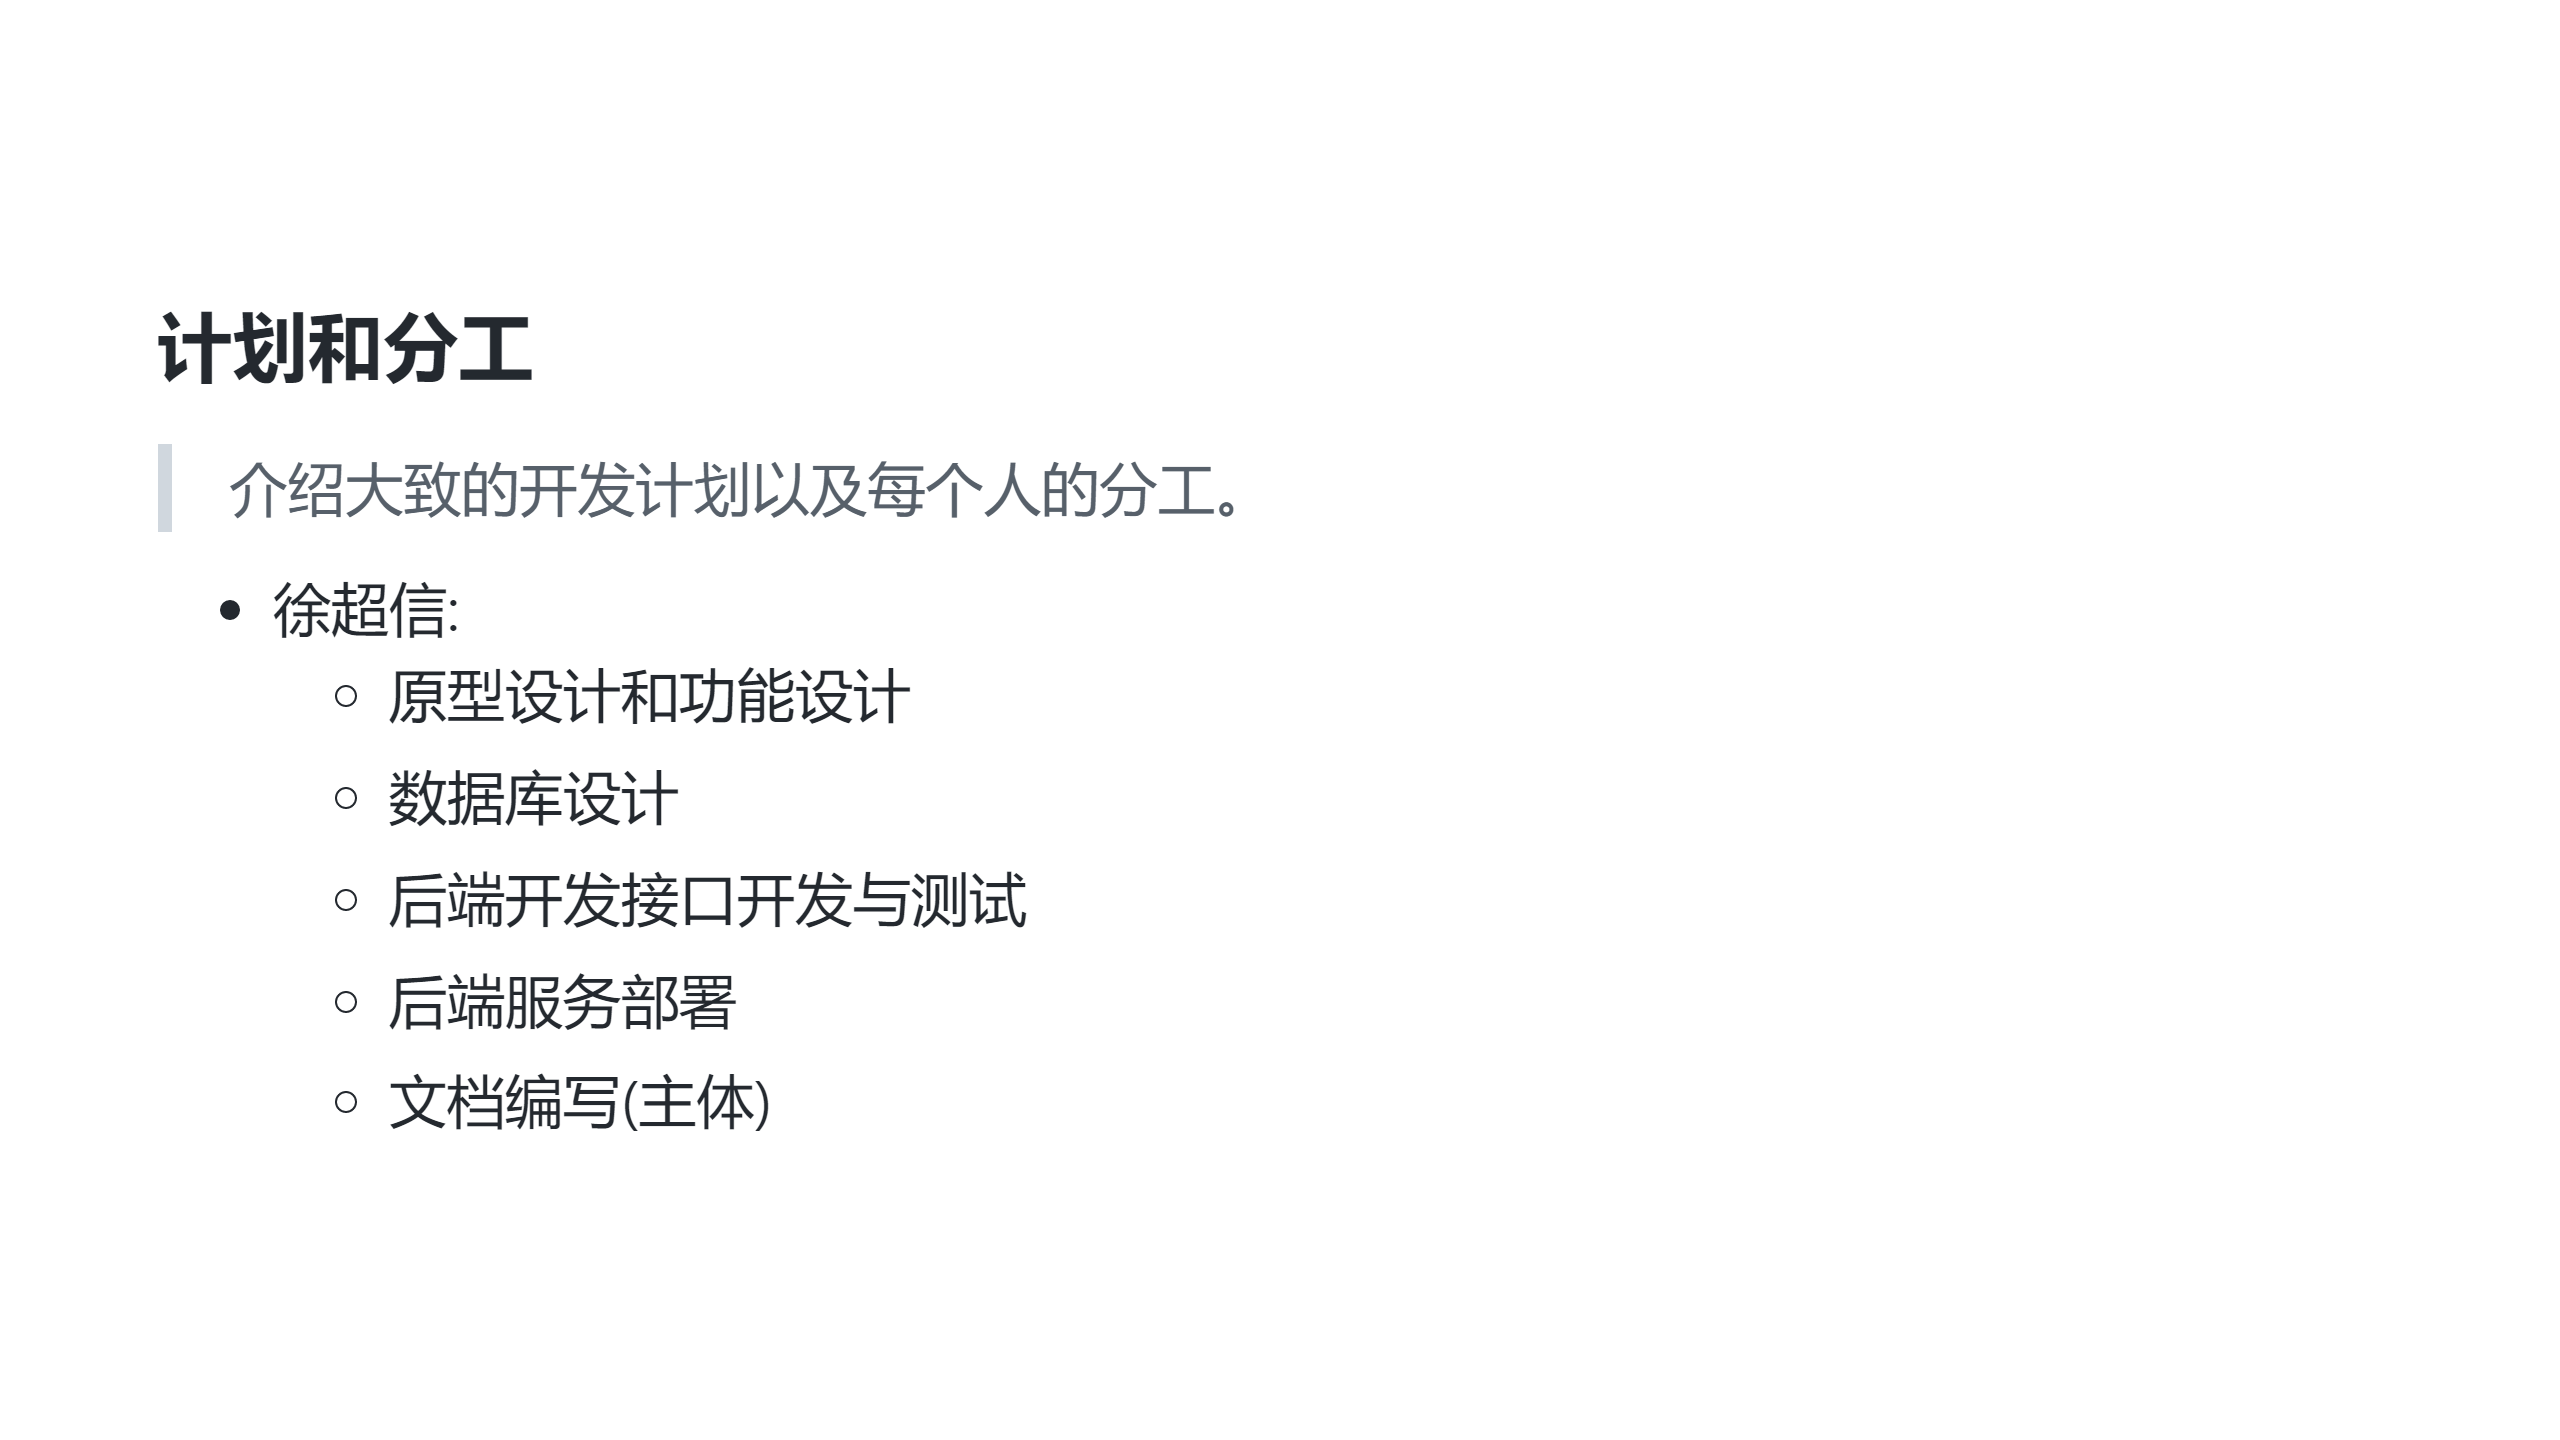 计划和分工
介绍大致的开发计划以及每个人的分工。
徐超信:
原型设计和功能设计
数据库设计
后端开发接口开发与测试
后端服务部署
文档编写(主体)